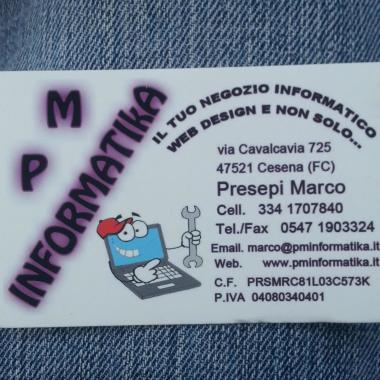 PM
INFORMATIKA
IL TUO NEGOZIO INFORMATICO
WEB DESIGN E NON SOLO...
via Cavalcavia 725
47521 Cesena (FC)
Presepi Marco
Cell. 334 1707840
Tel./Fax 0547 1903324
Email. marco@pminformatika.it
Web. www.pminformatika.it
C.F. PRSMRC81L03C573K
P.IVA 04080340401